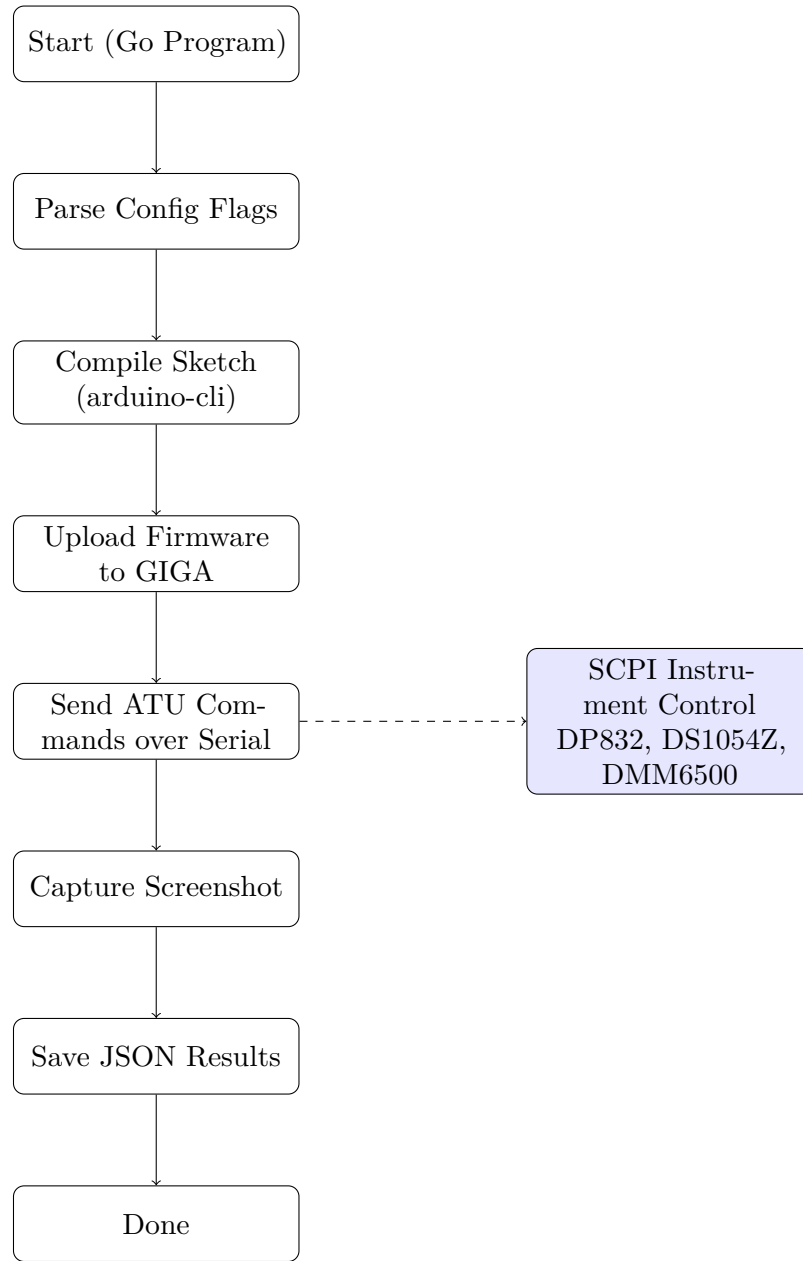 Start (Go Program)
Parse Config Flags
Compile Sketch
(arduino-cli)
Upload Firmware
to GIGA
Send ATU Com-
mands over Serial
SCPI Instru-
ment Control
DP832, DS1054Z,
DMM6500
Capture Screenshot
Save JSON Results
Done